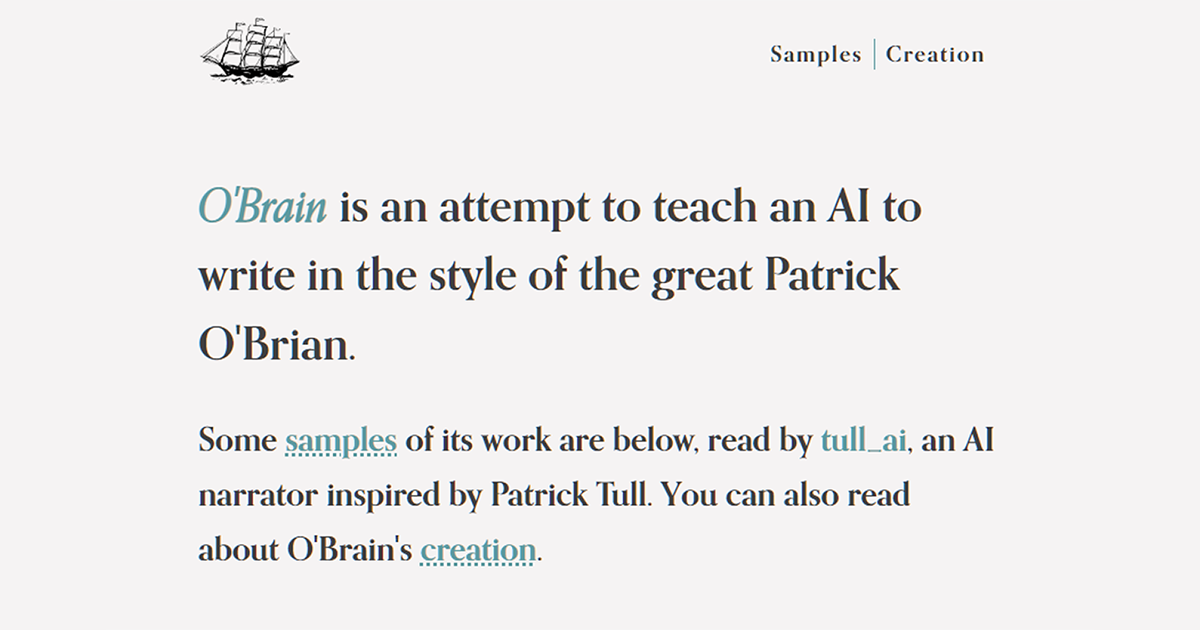 Samples | Creation
O'Brain is an attempt to teach an AI to
write in the style of the great Patrick
O'Brian.
Some samples of its work are below, read by tull_ai, an AI
narrator inspired by Patrick Tull. You can also read
about O'Brain's creation.